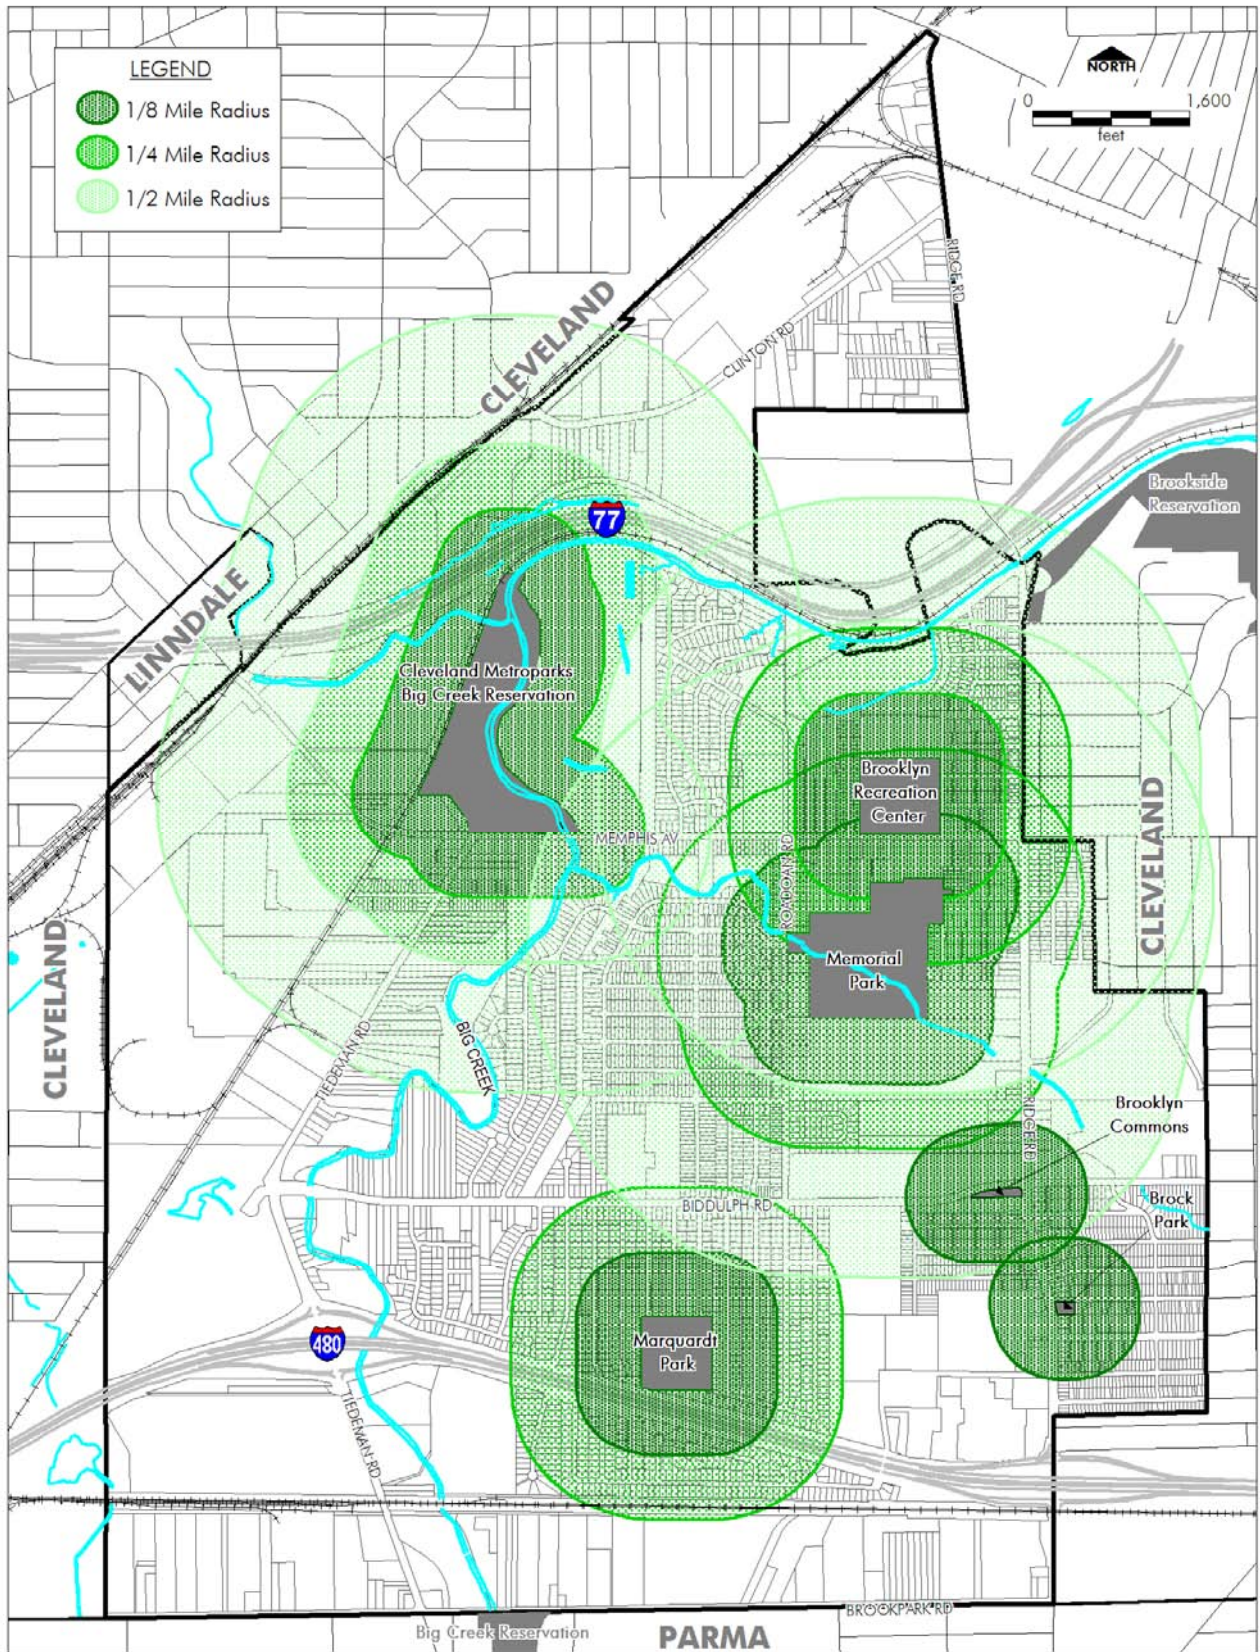 LEGEND
1/8 Mile Radius
1/4 Mile Radius
1/2 Mile Radius
NORTH
0 1,600
feet
RIDGE RD
CLEVELAND
CLINTON RD
Brookside
Reservation
77
LINNDALE
Cleveland Metroparks
Big Creek Reservation
Brooklyn
Recreation
Center
CLEVELAND
MEMPHIS AV
ROADOAN RD
CLEVELAND
Memorial
Park
TIEDEMAN RD
BIG CREEK
RIDGE RD
Brooklyn
Commons
BIDDULPH RD
Brock
Park
480
Marquardt
Park
TIEDEMAN RD
BROOKPARK RD
Big Creek Reservation
PARMA